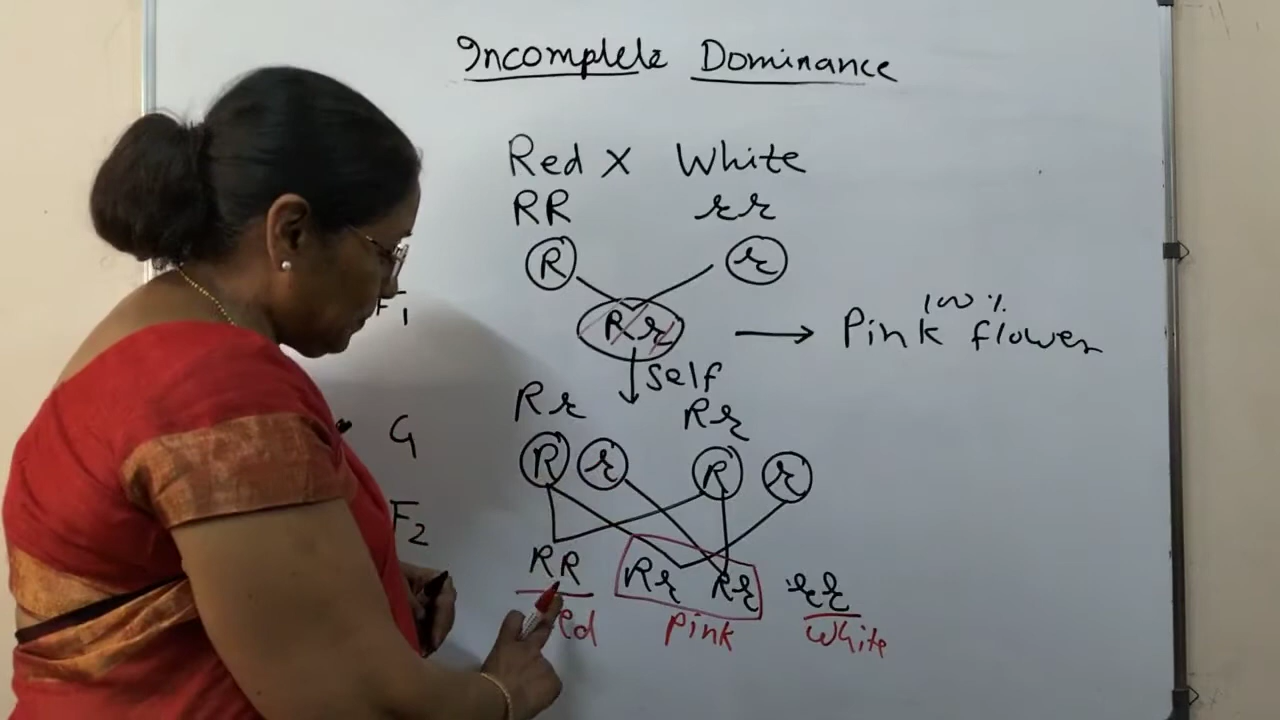 Incomplete Dominance
Red X White
RR rr
R r
F1 Rr → 100% Pink flower
Self
Rr Rr
G R r R r
F2 RR Rr Rr rr
Pink White